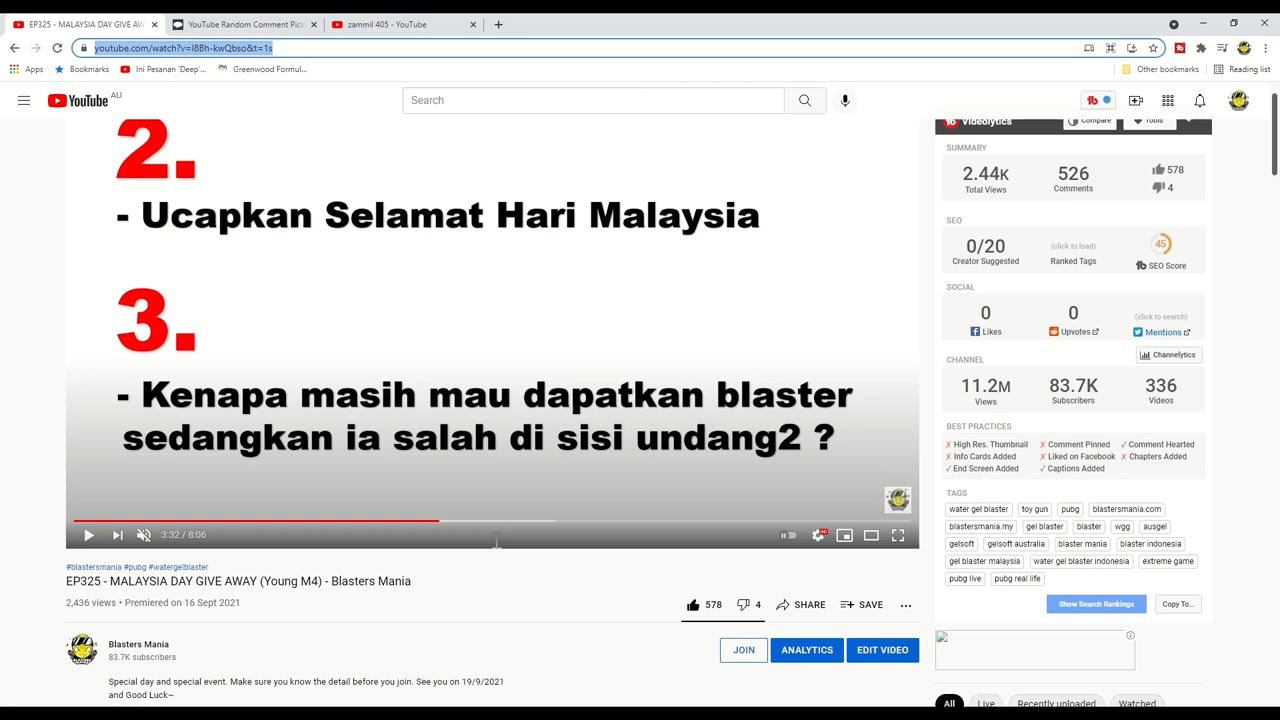 EP325 - MALAYSIA DAY GIVE AW
YouTube Random Comment Pick
zammil 405 - YouTube
youtube.com/watch?v=I8Bh-kwQbso&t=1s
Apps
Bookmarks
Ini Pesanan 'Deep'...
Greenwood Formul...
Other bookmarks
Reading list
YouTube AU
Search
2.
- Ucapkan Selamat Hari Malaysia
3.
- Kenapa masih mau dapatkan blaster
sedangkan ia salah di sisi undang2 ?
3:32 / 8:06
HD
#blastersmania #pubg #watergelblaster
EP325 - MALAYSIA DAY GIVE AWAY (Young M4) - Blasters Mania
2,436 views • Premiered on 16 Sept 2021
578
4
SHARE
SAVE
Blasters Mania
83.7K subscribers
JOIN
ANALYTICS
EDIT VIDEO
Special day and special event. Make sure you know the detail before you join. See you on 19/9/2021
and Good Luck~
Videolytics
Compare
Tools
SUMMARY
2.44K
Total Views
526
Comments
578
4
SEO
0/20
Creator Suggested
(click to load)
Ranked Tags
45
SEO Score
SOCIAL
0
Likes
0
Upvotes
(click to search)
Mentions
CHANNEL
Channelytics
11.2M
Views
83.7K
Subscribers
336
Videos
BEST PRACTICES
✗ High Res. Thumbnail
✗ Comment Pinned
✓ Comment Hearted
✗ Info Cards Added
✗ Liked on Facebook
✗ Chapters Added
✓ End Screen Added
✓ Captions Added
TAGS
water gel blaster
toy gun
pubg
blastersmania.com
blastersmania.my
gel blaster
blaster
wgg
ausgel
gelsoft
gelsoft australia
blaster mania
blaster indonesia
gel blaster malaysia
water gel blaster indonesia
extreme game
pubg live
pubg real life
Show Search Rankings
Copy To...
All
Live
Recently uploaded
Watched